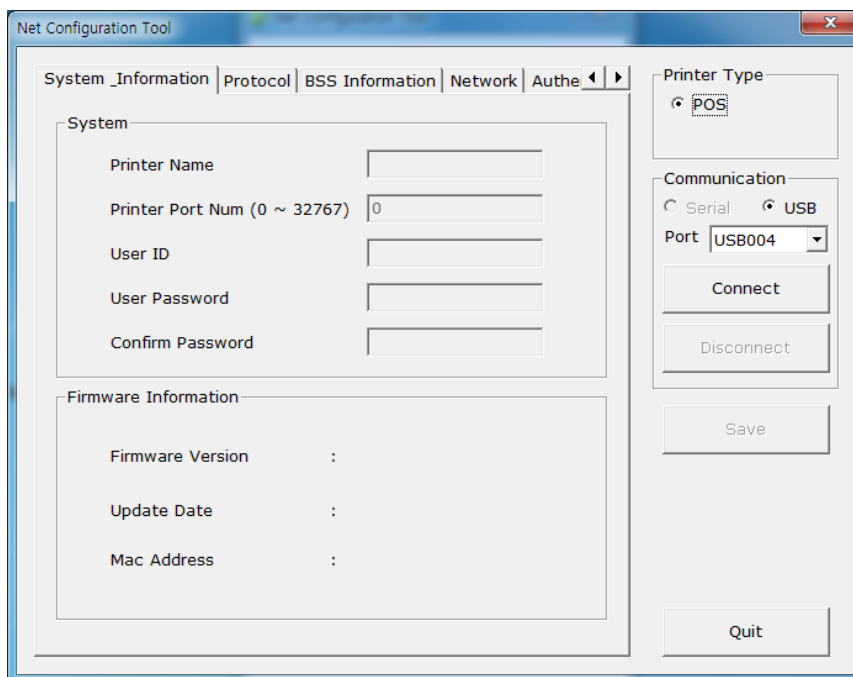 Net Configuration Tool
System _Information Protocol BSS Information Network Authe
System
Printer Name
Printer Port Num (0 ~ 32767) 0
User ID
User Password
Confirm Password
Firmware Information
Firmware Version :
Update Date :
Mac Address :
Printer Type
POS
Communication
Serial USB
Port USB004
Connect
Disconnect
Save
Quit